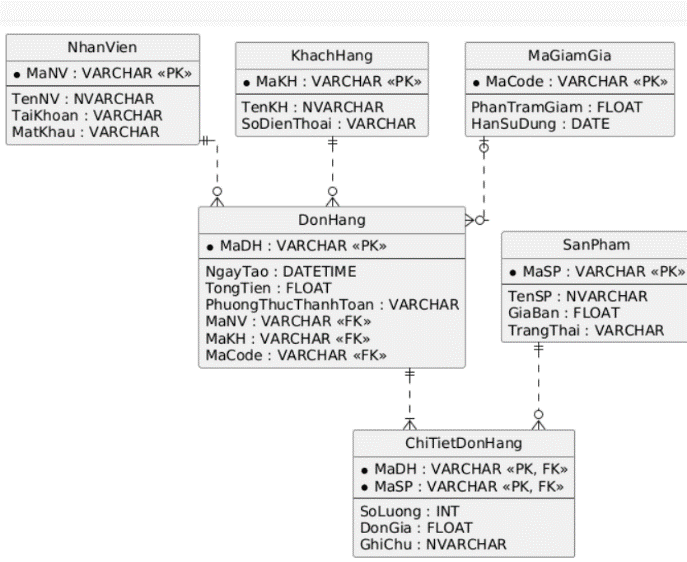 NhanVien
MaNV : VARCHAR «PK»
TenNV : NVARCHAR
TaiKhoan : VARCHAR
MatKhau : VARCHAR
KhachHang
MaKH : VARCHAR «PK»
TenKH : NVARCHAR
SoDienThoai : VARCHAR
MaGiamGia
MaCode : VARCHAR «PK»
PhanTramGiam : FLOAT
HanSuDung : DATE
DonHang
MaDH : VARCHAR «PK»
NgayTao : DATETIME
TongTien : FLOAT
PhuongThucThanhToan : VARCHAR
MaNV : VARCHAR «FK»
MaKH : VARCHAR «FK»
MaCode : VARCHAR «FK»
SanPham
MaSP : VARCHAR «PK»
TenSP : NVARCHAR
GiaBan : FLOAT
TrangThai : VARCHAR
ChiTietDonHang
MaDH : VARCHAR «PK, FK»
MaSP : VARCHAR «PK, FK»
SoLuong : INT
DonGia : FLOAT
GhiChu : NVARCHAR